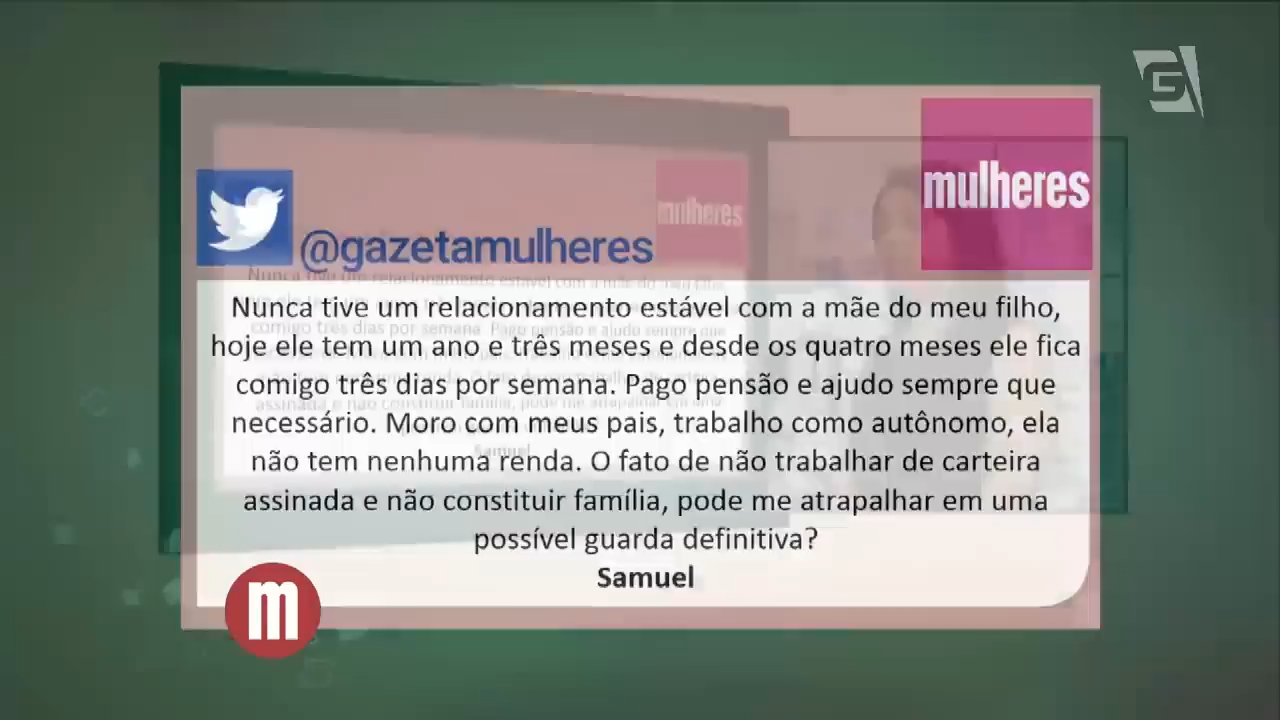 mulheres
@gazetamulheres
Nunca tive um relacionamento estável com a mãe do meu filho,
hoje ele tem um ano e três meses e desde os quatro meses ele fica
comigo três dias por semana. Pago pensão e ajudo sempre que
necessário. Moro com meus pais, trabalho como autônomo, ela
não tem nenhuma renda. O fato de não trabalhar de carteira
assinada e não constituir família, pode me atrapalhar em uma
possível guarda definitiva?
Samuel
m
G
mulheres